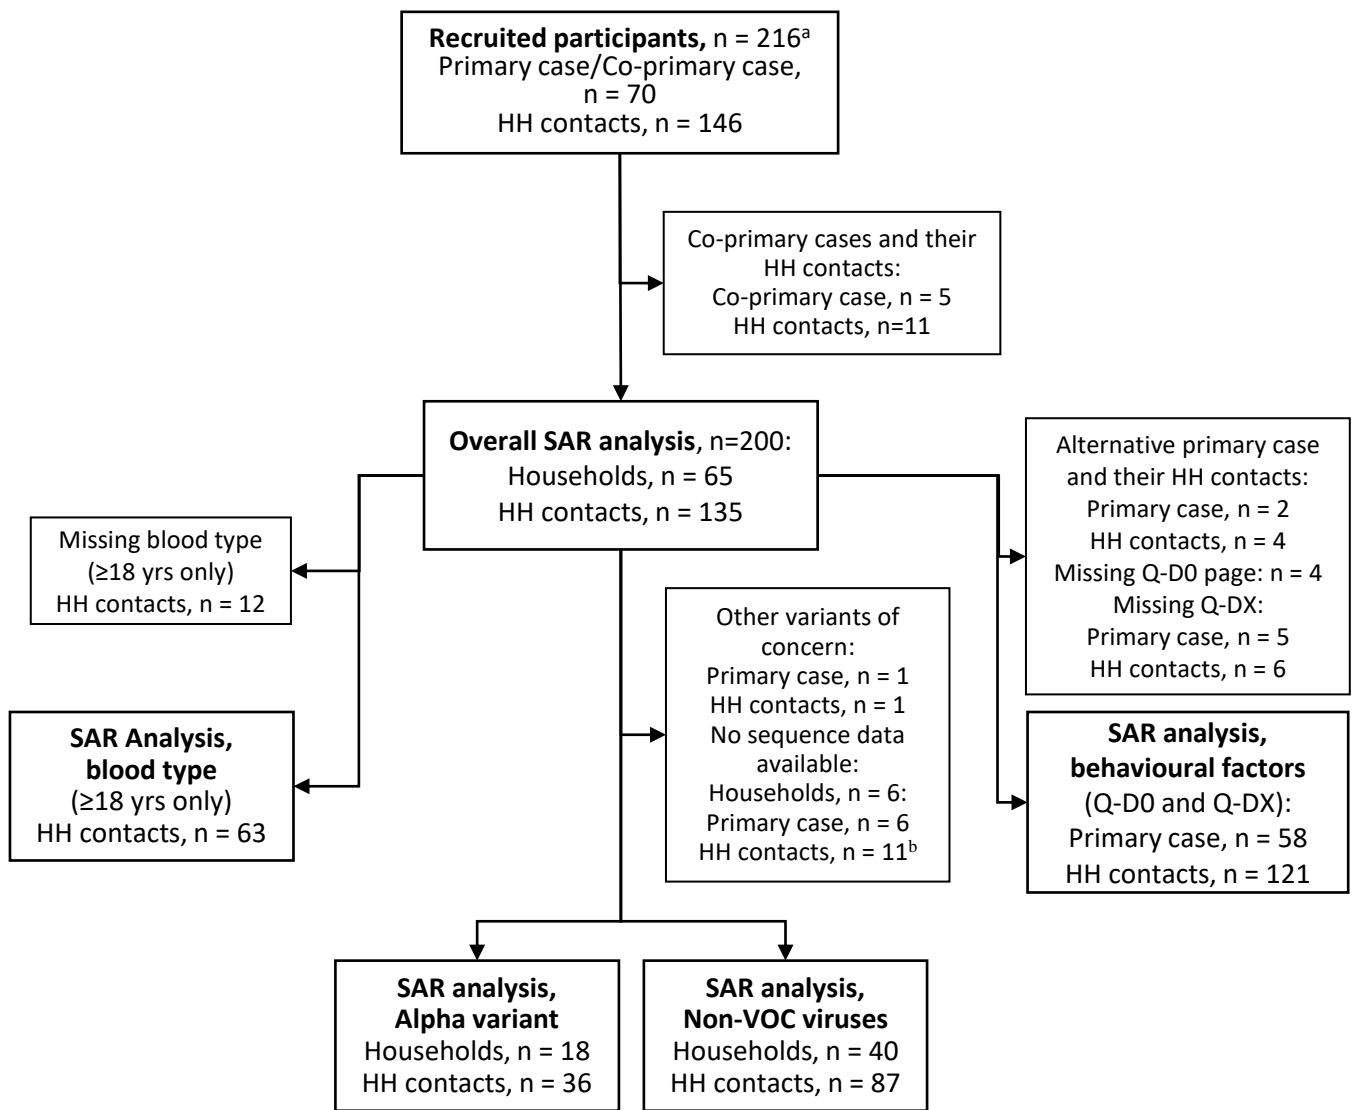 Recruited participants, n = 216ᵃ
Primary case/Co-primary case,
n = 70
HH contacts, n = 146
Co-primary cases and their
HH contacts:
Co-primary case, n = 5
HH contacts, n=11
Overall SAR analysis, n=200:
Households, n = 65
HH contacts, n = 135
Alternative primary case
and their HH contacts:
Primary case, n = 2
HH contacts, n = 4
Missing Q-D0 page: n = 4
Missing Q-DX:
Primary case, n = 5
HH contacts, n = 6
Missing blood type
(≥18 yrs only)
HH contacts, n = 12
Other variants of
concern:
Primary case, n = 1
HH contacts, n = 1
No sequence data
available:
Households, n = 6:
Primary case, n = 6
HH contacts, n = 11ᵇ
SAR Analysis,
blood type
(≥18 yrs only)
HH contacts, n = 63
SAR analysis,
behavioural factors
(Q-D0 and Q-DX):
Primary case, n = 58
HH contacts, n = 121
SAR analysis,
Alpha variant
Households, n = 18
HH contacts, n = 36
SAR analysis,
Non-VOC viruses
Households, n = 40
HH contacts, n = 87